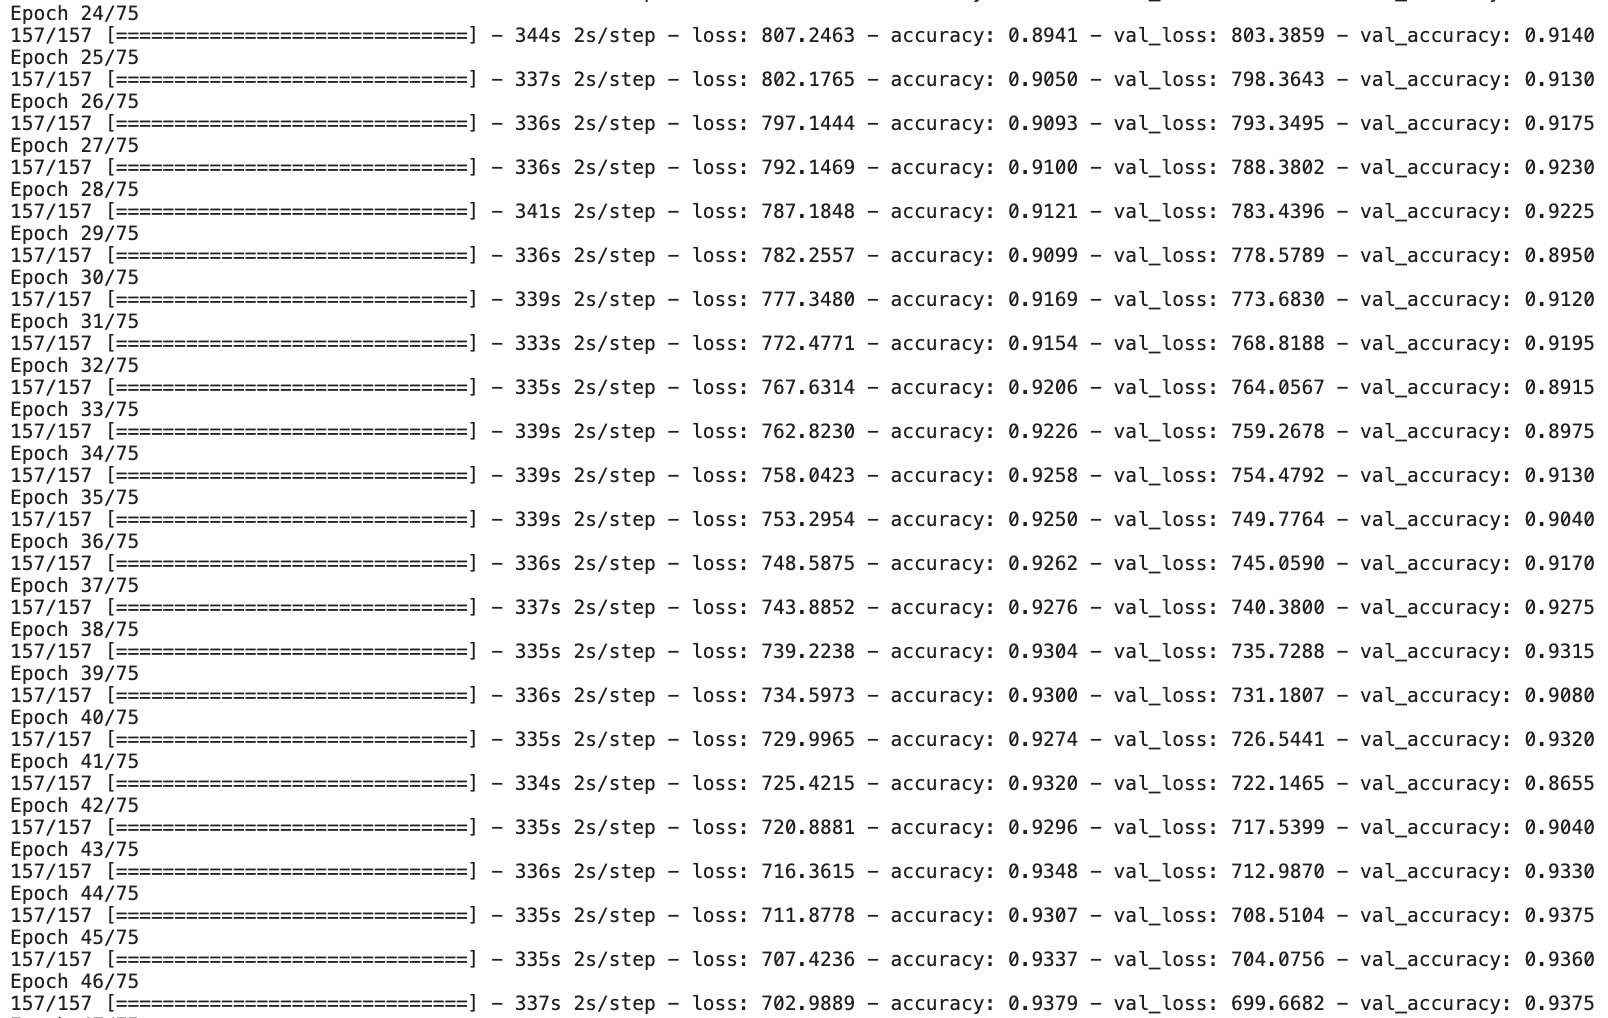 Epoch 24/75
157/157 [==============================] - 344s 2s/step - loss: 807.2463 - accuracy: 0.8941 - val_loss: 803.3859 - val_accuracy: 0.9140
Epoch 25/75
157/157 [==============================] - 337s 2s/step - loss: 802.1765 - accuracy: 0.9050 - val_loss: 798.3643 - val_accuracy: 0.9130
Epoch 26/75
157/157 [==============================] - 336s 2s/step - loss: 797.1444 - accuracy: 0.9093 - val_loss: 793.3495 - val_accuracy: 0.9175
Epoch 27/75
157/157 [==============================] - 336s 2s/step - loss: 792.1469 - accuracy: 0.9100 - val_loss: 788.3802 - val_accuracy: 0.9230
Epoch 28/75
157/157 [==============================] - 341s 2s/step - loss: 787.1848 - accuracy: 0.9121 - val_loss: 783.4396 - val_accuracy: 0.9225
Epoch 29/75
157/157 [==============================] - 336s 2s/step - loss: 782.2557 - accuracy: 0.9099 - val_loss: 778.5789 - val_accuracy: 0.8950
Epoch 30/75
157/157 [==============================] - 339s 2s/step - loss: 777.3480 - accuracy: 0.9169 - val_loss: 773.6830 - val_accuracy: 0.9120
Epoch 31/75
157/157 [==============================] - 333s 2s/step - loss: 772.4771 - accuracy: 0.9154 - val_loss: 768.8188 - val_accuracy: 0.9195
Epoch 32/75
157/157 [==============================] - 335s 2s/step - loss: 767.6314 - accuracy: 0.9206 - val_loss: 764.0567 - val_accuracy: 0.8915
Epoch 33/75
157/157 [==============================] - 339s 2s/step - loss: 762.8230 - accuracy: 0.9226 - val_loss: 759.2678 - val_accuracy: 0.8975
Epoch 34/75
157/157 [==============================] - 339s 2s/step - loss: 758.0423 - accuracy: 0.9258 - val_loss: 754.4792 - val_accuracy: 0.9130
Epoch 35/75
157/157 [==============================] - 339s 2s/step - loss: 753.2954 - accuracy: 0.9250 - val_loss: 749.7764 - val_accuracy: 0.9040
Epoch 36/75
157/157 [==============================] - 336s 2s/step - loss: 748.5875 - accuracy: 0.9262 - val_loss: 745.0590 - val_accuracy: 0.9170
Epoch 37/75
157/157 [==============================] - 337s 2s/step - loss: 743.8852 - accuracy: 0.9276 - val_loss: 740.3800 - val_accuracy: 0.9275
Epoch 38/75
157/157 [==============================] - 335s 2s/step - loss: 739.2238 - accuracy: 0.9304 - val_loss: 735.7288 - val_accuracy: 0.9315
Epoch 39/75
157/157 [==============================] - 336s 2s/step - loss: 734.5973 - accuracy: 0.9300 - val_loss: 731.1807 - val_accuracy: 0.9080
Epoch 40/75
157/157 [==============================] - 335s 2s/step - loss: 729.9965 - accuracy: 0.9274 - val_loss: 726.5441 - val_accuracy: 0.9320
Epoch 41/75
157/157 [==============================] - 334s 2s/step - loss: 725.4215 - accuracy: 0.9320 - val_loss: 722.1465 - val_accuracy: 0.8655
Epoch 42/75
157/157 [==============================] - 335s 2s/step - loss: 720.8881 - accuracy: 0.9296 - val_loss: 717.5399 - val_accuracy: 0.9040
Epoch 43/75
157/157 [==============================] - 336s 2s/step - loss: 716.3615 - accuracy: 0.9348 - val_loss: 712.9870 - val_accuracy: 0.9330
Epoch 44/75
157/157 [==============================] - 335s 2s/step - loss: 711.8778 - accuracy: 0.9307 - val_loss: 708.5104 - val_accuracy: 0.9375
Epoch 45/75
157/157 [==============================] - 335s 2s/step - loss: 707.4236 - accuracy: 0.9337 - val_loss: 704.0756 - val_accuracy: 0.9360
Epoch 46/75
157/157 [==============================] - 337s 2s/step - loss: 702.9889 - accuracy: 0.9379 - val_loss: 699.6682 - val_accuracy: 0.9375